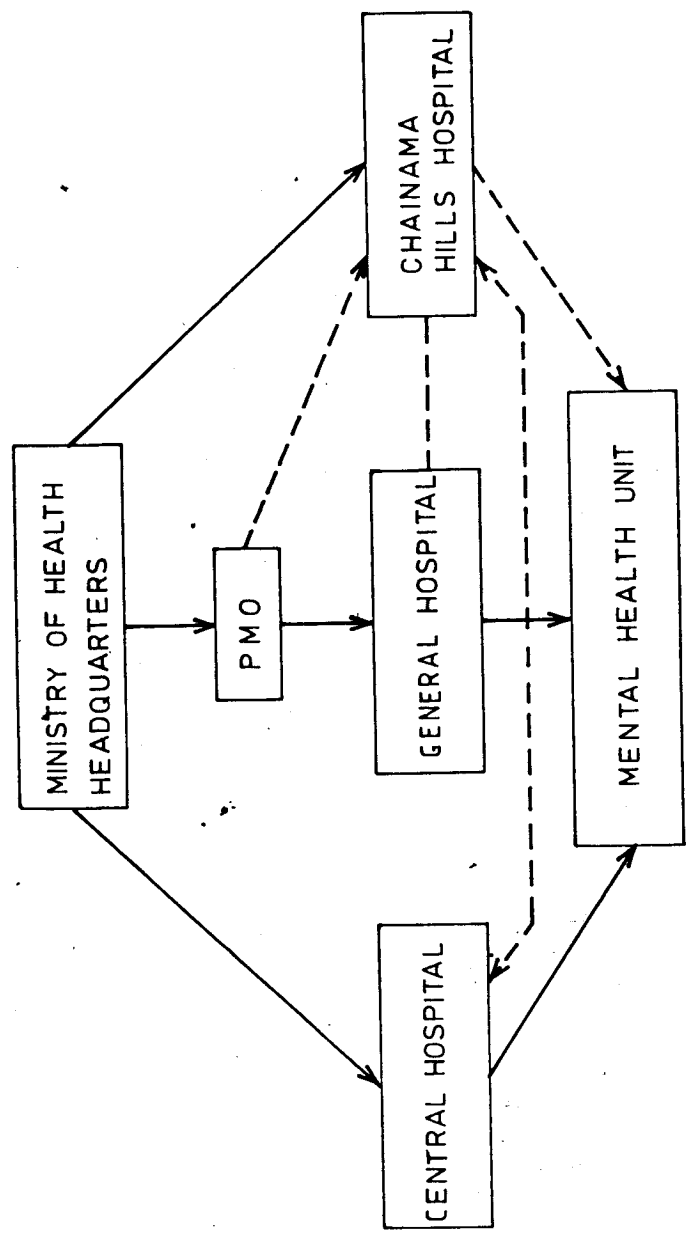 MINISTRY OF HEALTH
HEADQUARTERS
PMO
CENTRAL HOSPITAL
GENERAL HOSPITAL
CHAINAMA
HILLS HOSPITAL
MENTAL HEALTH UNIT